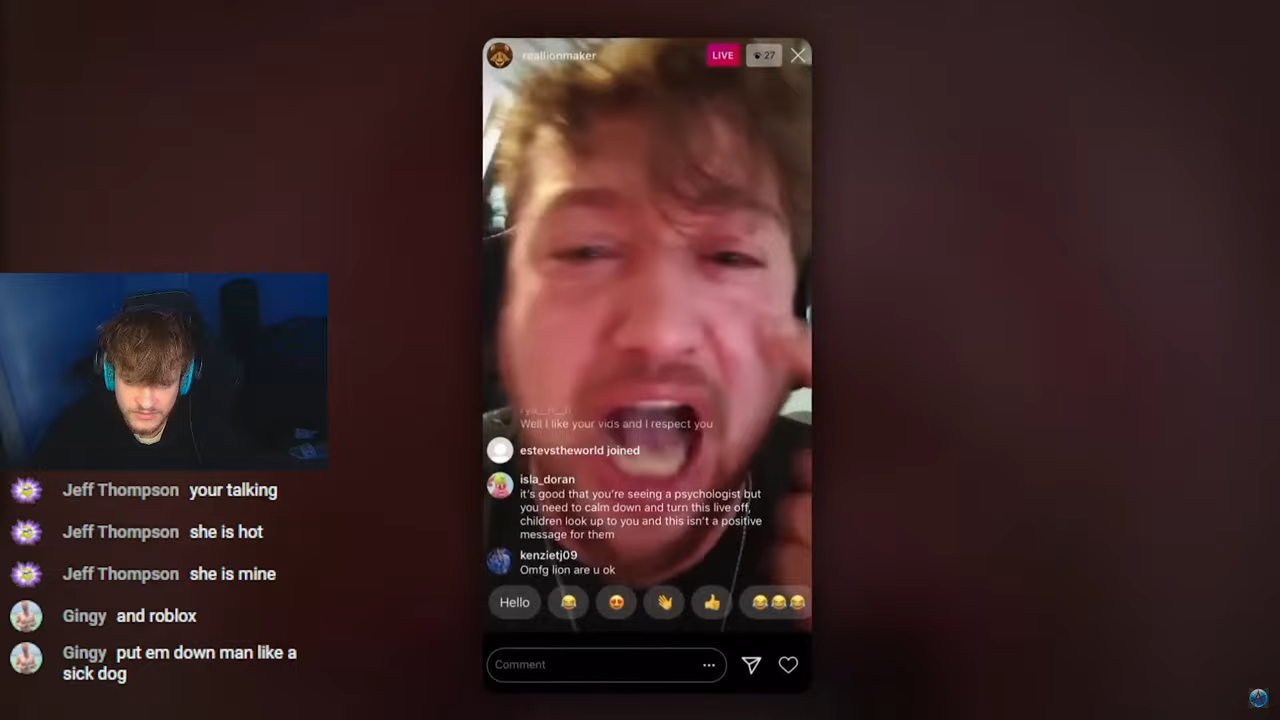 reallionmaker
LIVE
27
Well I like your vids and I respect you
estevstheworld joined
isla_doran
it's good that you're seeing a psychologist but
you need to calm down and turn this live off,
children look up to you and this isn't a positive
message for them
kenzietj09
Omfg lion are u ok
Hello
Comment
Jeff Thompson your talking
Jeff Thompson she is hot
Jeff Thompson she is mine
Gingy and roblox
Gingy put em down man like a
sick dog